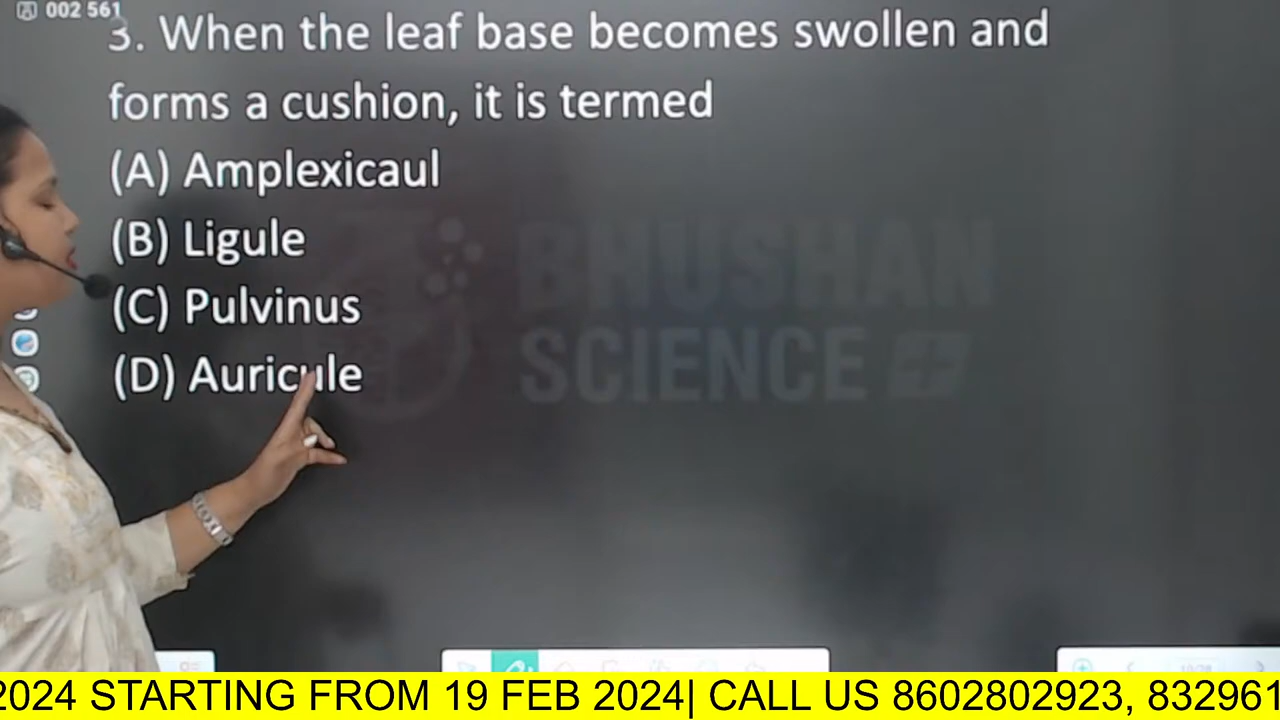 002 561
3. When the leaf base becomes swollen and
forms a cushion, it is termed
(A) Amplexicaul
(B) Ligule
(C) Pulvinus
(D) Auricule
BHUSHAN
SCIENCE
2024 STARTING FROM 19 FEB 2024| CALL US 8602802923, 832961